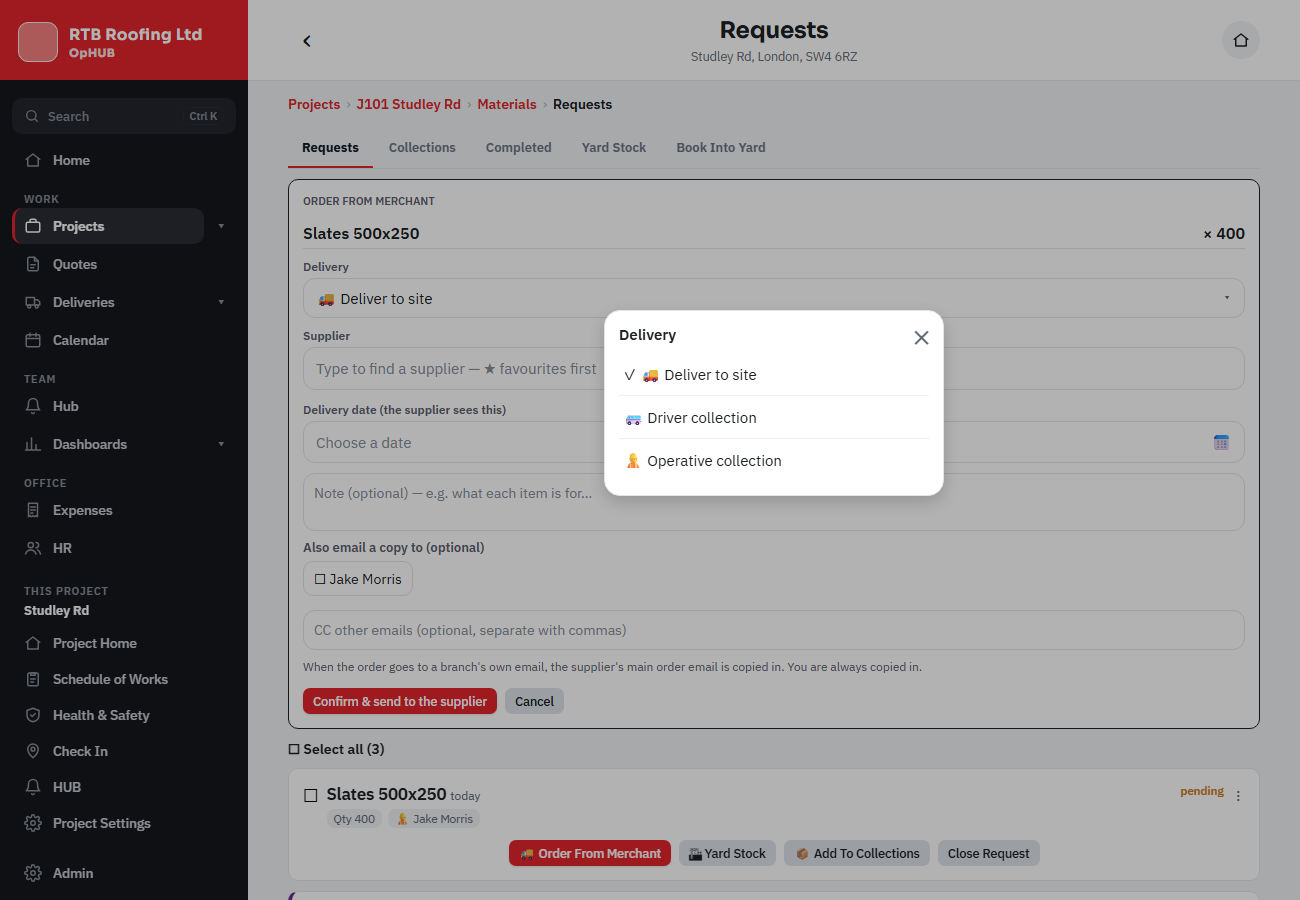 RTB Roofing Ltd
OpHUB
Search Ctrl K
Home
WORK
Projects
Quotes
Deliveries
Calendar
TEAM
Hub
Dashboards
OFFICE
Expenses
HR
THIS PROJECT
Studley Rd
Project Home
Schedule of Works
Health & Safety
Check In
HUB
Project Settings
Admin
Requests
Studley Rd, London, SW4 6RZ
Projects › J101 Studley Rd › Materials › Requests
Requests Collections Completed Yard Stock Book Into Yard
ORDER FROM MERCHANT
Slates 500x250 × 400
Delivery
🚚 Deliver to site
Supplier
Type to find a supplier — ★ favourites first
Delivery date (the supplier sees this)
Choose a date
Note (optional) — e.g. what each item is for...
Also email a copy to (optional)
☐ Jake Morris
CC other emails (optional, separate with commas)
When the order goes to a branch's own email, the supplier's main order email is copied in. You are always copied in.
Confirm & send to the supplier Cancel
Delivery
✓ 🚚 Deliver to site
Driver collection
Operative collection
☐ Select all (3)
Slates 500x250 today pending
Qty 400 Jake Morris
Order From Merchant Yard Stock Add To Collections Close Request